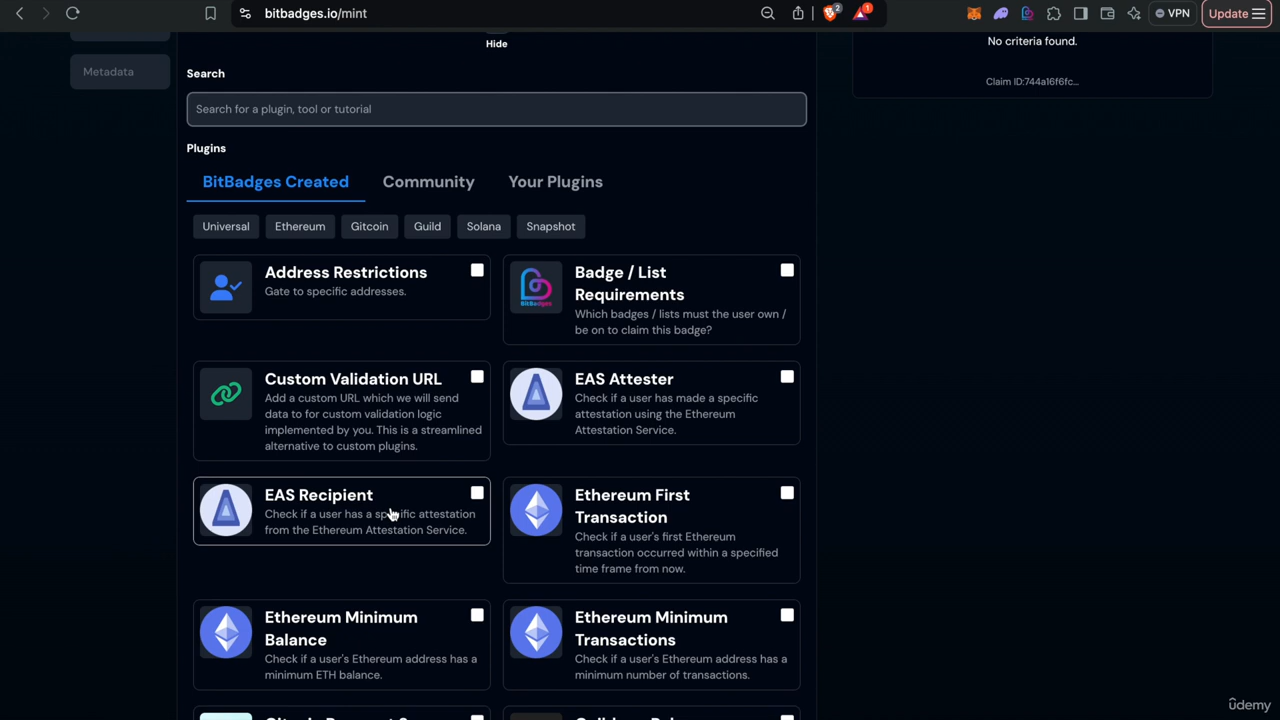 bitbadges.io/mint
2
1
VPN
Update
Hide
No criteria found.
Metadata
Search
Claim ID:744a16f6fc...
Search for a plugin, tool or tutorial
Plugins
BitBadges Created
Community
Your Plugins
Universal
Ethereum
Gitcoin
Guild
Solana
Snapshot
Address Restrictions
Gate to specific addresses.
Badge / List
Requirements
Which badges / lists must the user own /
be on to claim this badge?
Custom Validation URL
Add a custom URL which we will send
data to for custom validation logic
implemented by you. This is a streamlined
alternative to custom plugins.
EAS Attester
Check if a user has made a specific
attestation using the Ethereum
Attestation Service.
EAS Recipient
Check if a user has a specific attestation
from the Ethereum Attestation Service.
Ethereum First
Transaction
Check if a user's first Ethereum
transaction occurred within a specified
time frame from now.
Ethereum Minimum
Balance
Check if a user's Ethereum address has a
minimum ETH balance.
Ethereum Minimum
Transactions
Check if a user's Ethereum address has a
minimum number of transactions.
ûdemy